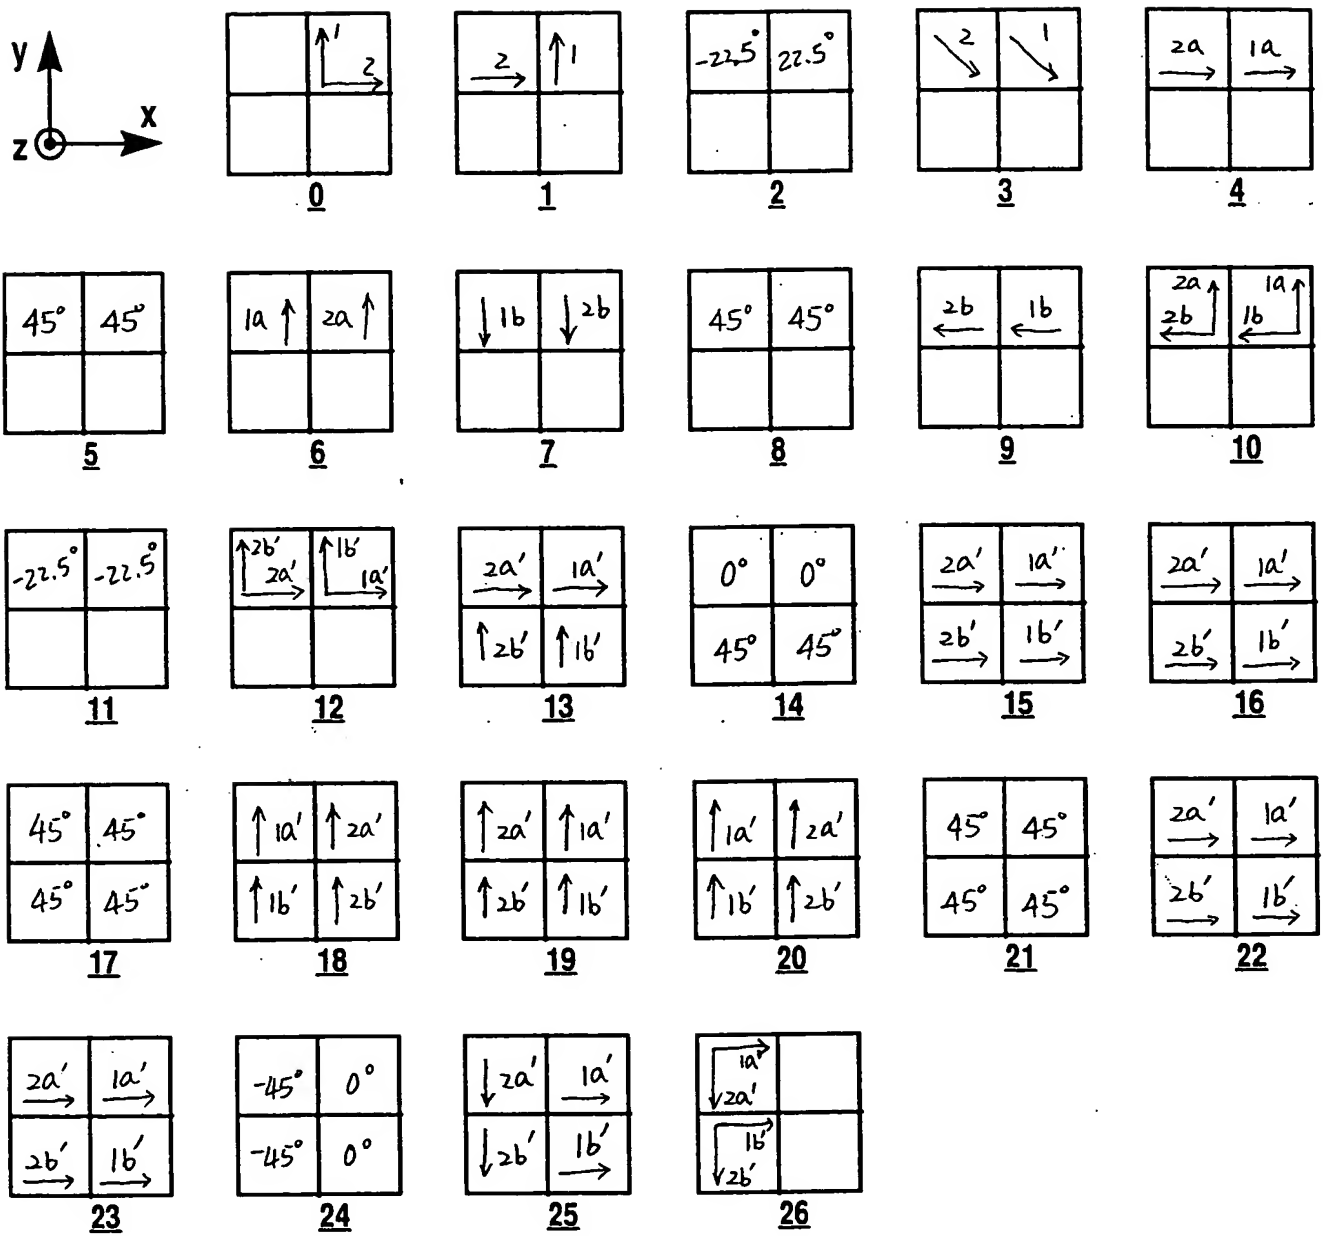 y
x
z
1
2
0
2
1
1
-22.5° 22.5°
2
2
1
3
2a 1a
4
45° 45°
5
1a 2a
6
1b 2b
7
45° 45°
8
2b 1b
9
2a 1a
2b 1b
10
-22.5° -22.5°
11
2b' 1b'
2a' 1a'
12
2a' 1a'
2b' 1b'
13
0° 0°
45° 45°
14
2a' 1a'
2b' 1b'
15
2a' 1a'
2b' 1b'
16
45° 45°
45° 45°
17
1a' 2a'
1b' 2b'
18
2a' 1a'
2b' 1b'
19
1a' 2a'
1b' 2b'
20
45° 45°
45° 45°
21
2a' 1a'
2b' 1b'
22
2a' 1a'
2b' 1b'
23
-45° 0°
-45° 0°
24
2a' 1a'
2b' 1b'
25
1a'
2a'
1b'
2b'
26